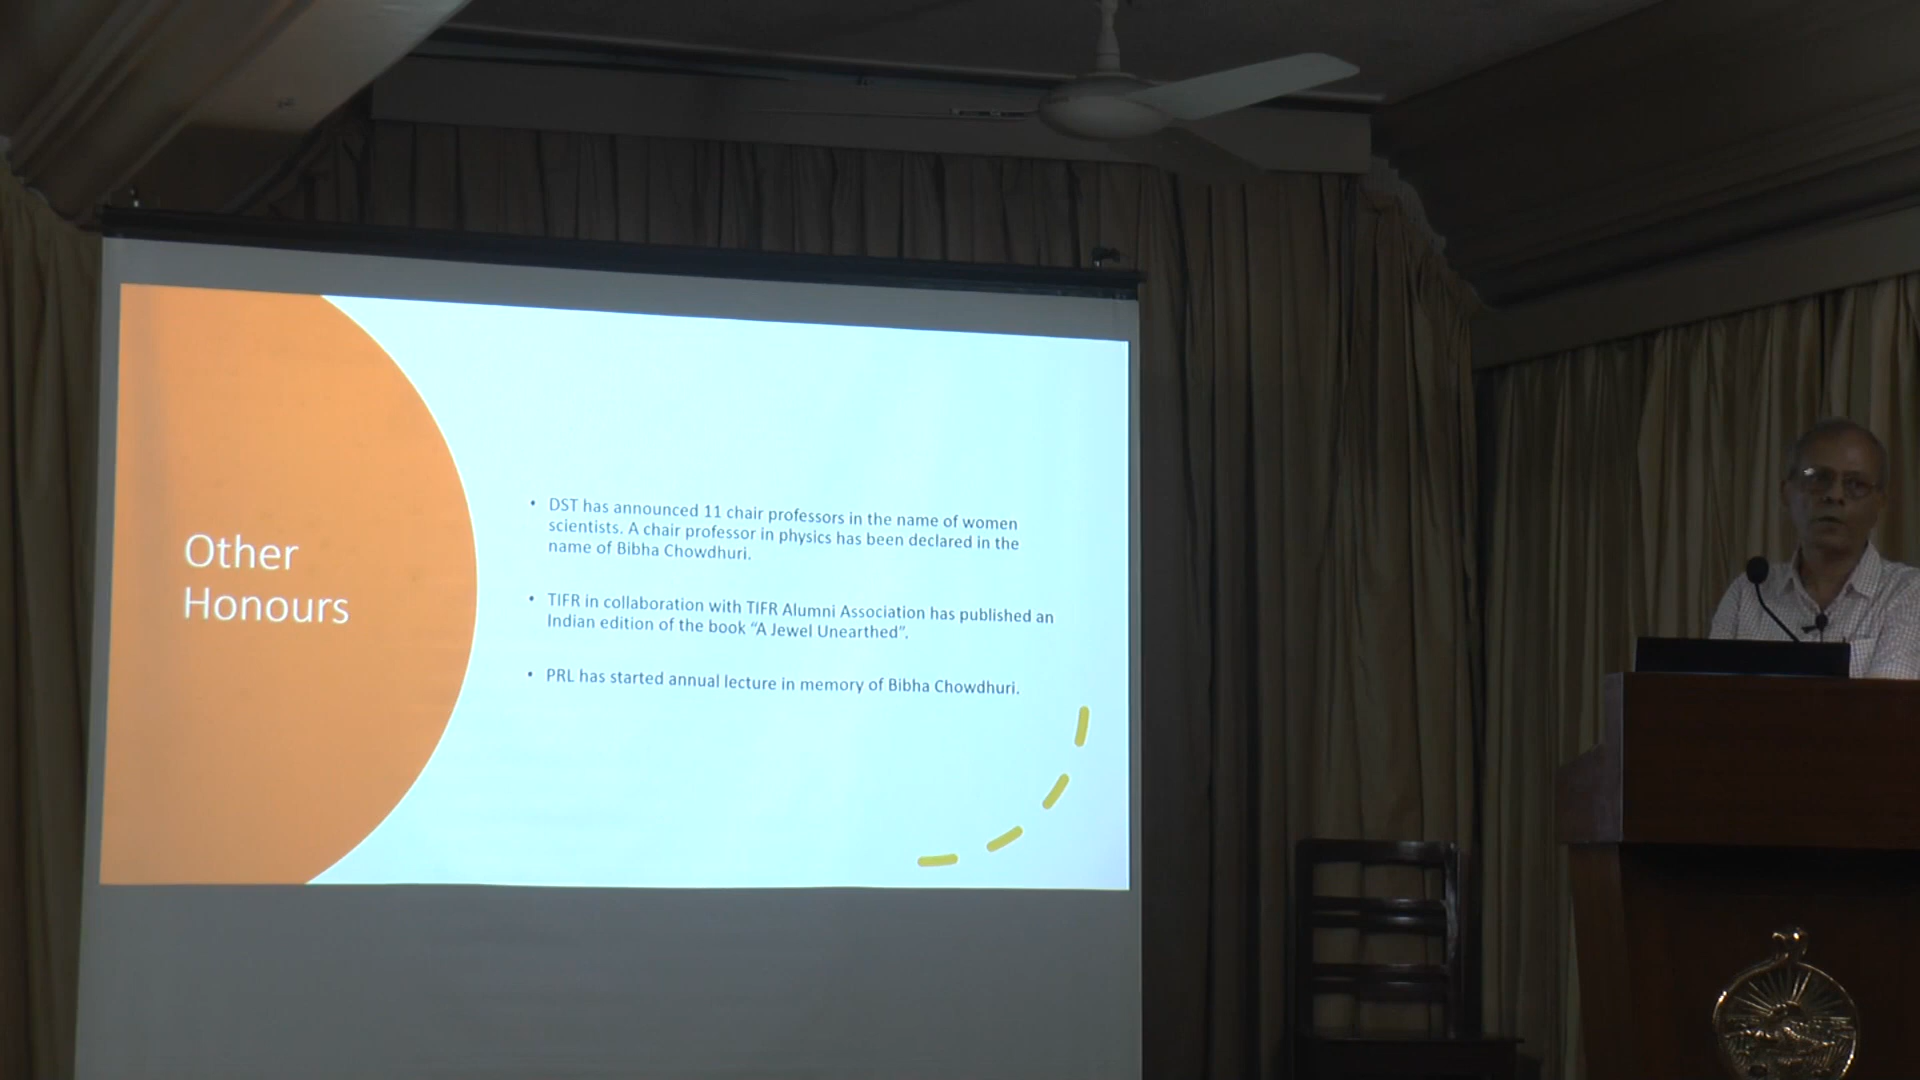 Other
Honours
• DST has announced 11 chair professors in the name of women
scientists. A chair professor in physics has been declared in the
name of Bibha Chowdhuri.
• TIFR in collaboration with TIFR Alumni Association has published an
Indian edition of the book “A Jewel Unearthed”.
• PRL has started annual lecture in memory of Bibha Chowdhuri.